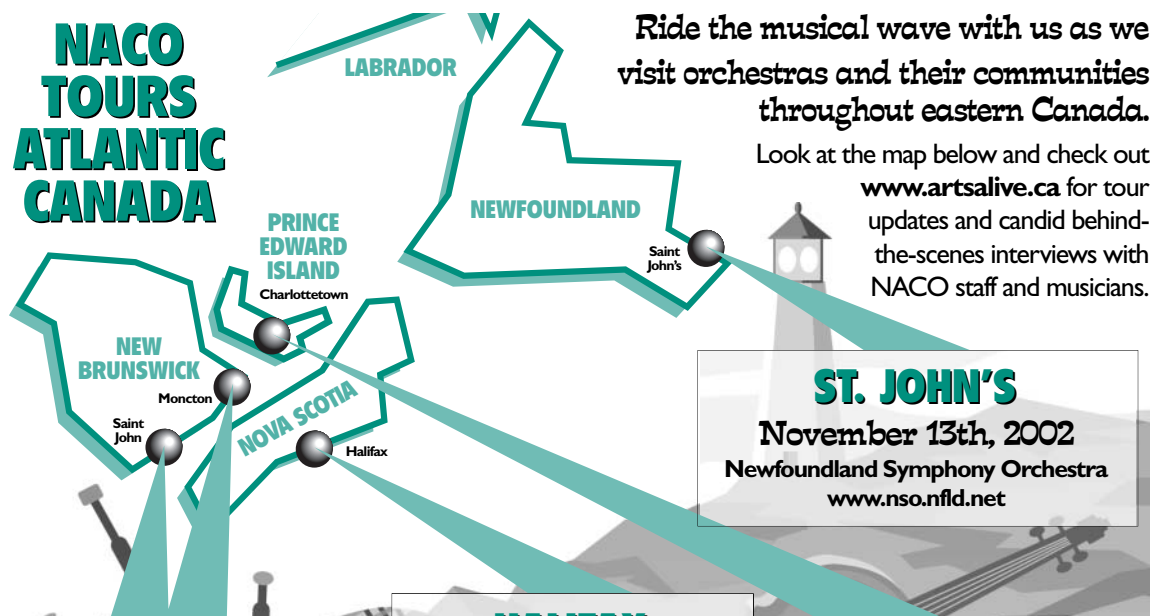 NACO
TOURS
ATLANTIC
CANADA
Ride the musical wave with us as we
visit orchestras and their communities
throughout eastern Canada.
Look at the map below and check out
www.artsalive.ca for tour
updates and candid behind-
the-scenes interviews with
NACO staff and musicians.
LABRADOR
NEWFOUNDLAND
Saint
John's
PRINCE
EDWARD
ISLAND
Charlottetown
NEW
BRUNSWICK
Moncton
Saint
John
NOVA SCOTIA
Halifax
ST. JOHN'S
November 13th, 2002
Newfoundland Symphony Orchestra
www.nso.nfld.net